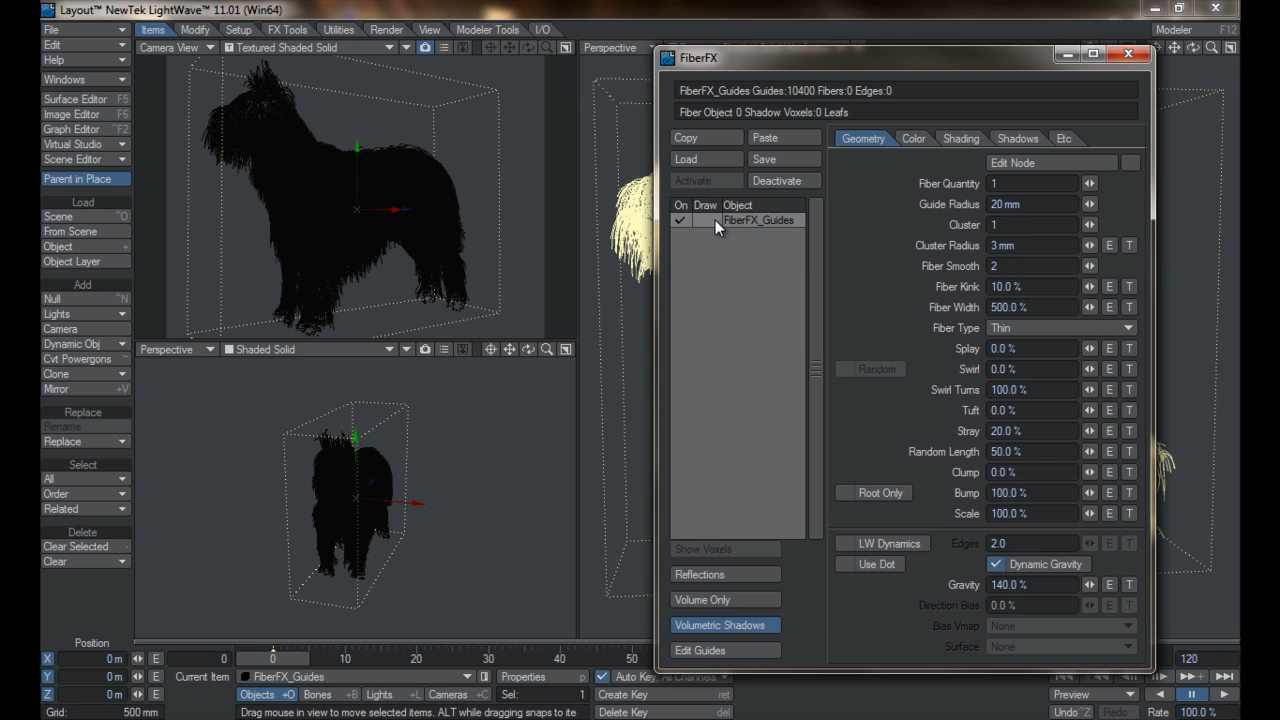 Layout™ NewTek LightWave™ 11.01 (Win64)
File
Items
Modify
Setup
FX Tools
Utilities
Render
View
Modeler Tools
I/O
Modeler F12
Edit
Help
Windows
Surface Editor F5
Image Editor F6
Graph Editor ^F2
Virtual Studio
Scene Editor
Parent in Place
Load
Scene ^O
From Scene
Object +
Object Layer
Add
Null ^N
Lights
Camera
Dynamic Obj
Cvt Powergons ~
Clone
Mirror +V
Replace
Rename
Replace
Select
All
Order
Related
Delete
Clear Selected -
Clear
Camera View
Textured Shaded Solid
Perspective
Perspective
Shaded Solid
FiberFX
FiberFX_Guides Guides:10400 Fibers:0 Edges:0
Fiber Object 0 Shadow Voxels:0 Leafs
Copy
Paste
Load
Save
Activate
Deactivate
On Draw Object
FiberFX_Guides
Show Voxels
Reflections
Volume Only
Volumetric Shadows
Edit Guides
Geometry
Color
Shading
Shadows
Etc
Edit Node
Fiber Quantity 1
Guide Radius 20 mm
Cluster 1
Cluster Radius 3 mm E T
Fiber Smooth 2
Fiber Kink 10.0 % E T
Fiber Width 500.0 % E T
Fiber Type Thin
Splay 0.0 % E T
Random Swirl 0.0 % E T
Swirl Turns 100.0 % E T
Tuft 0.0 % E T
Stray 20.0 % E T
Random Length 50.0 % E T
Clump 0.0 % E T
Root Only Bump 100.0 % E T
Scale 100.0 % E T
LW Dynamics Edges 2.0 E T
Use Dot Dynamic Gravity
Gravity 140.0 % E T
Direction Bias 0.0 % E T
Bias Vmap None
Surface None
Position
X 0 m E
Y 0 m E
Z 0 m E
Grid: 500 mm
0
0 10 20 30 40 50
120
Current Item FiberFX_Guides
Properties p
Auto Key: All Channels
Objects +O
Bones +B
Lights +L
Cameras +C
Sel: 1
Create Key ret
Drag mouse in view to move selected items. ALT while dragging snaps to ite
Delete Key del
Preview
Undo^Z
Redo
Rate 100.0 %